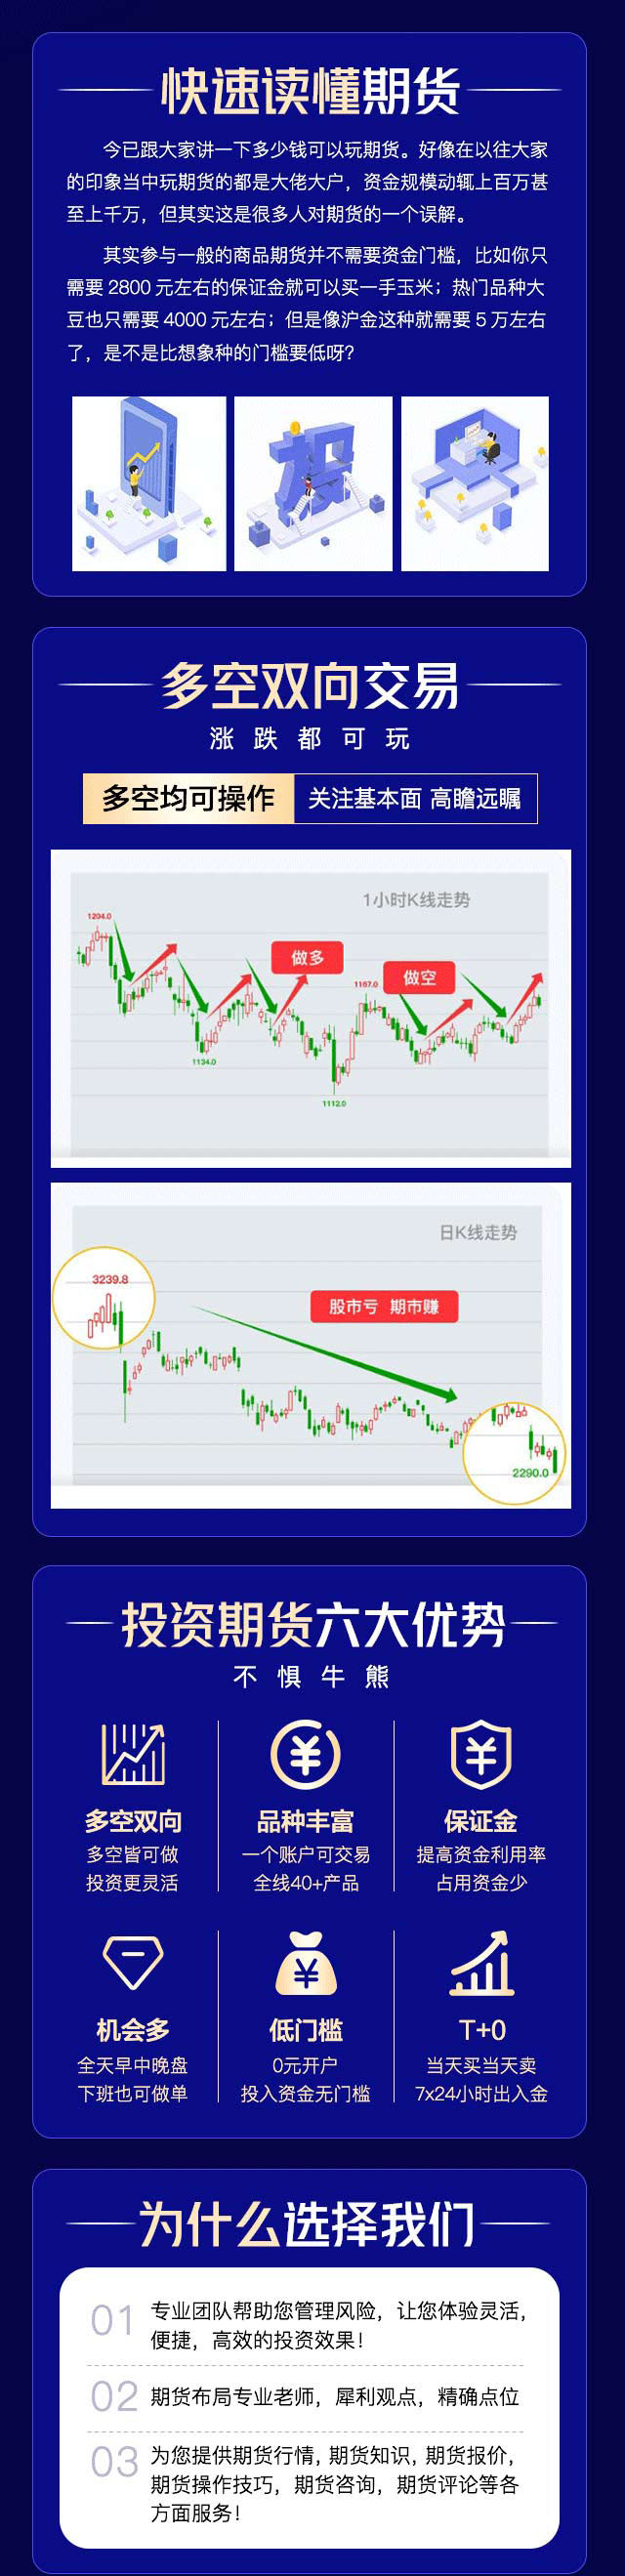 快速读懂期货
今已跟大家讲一下多少钱可以玩期货。好像在以往大家
的印象当中玩期货的都是大佬大户，资金规模动辄上百万甚
至上千万，但其实这是很多人对期货的一个误解。
其实参与一般的商品期货并不需要资金门槛，比如你只
需要 2800 元左右的保证金就可以买一手玉米；热门品种大
豆也只需要 4000 元左右；但是像沪金这种就需要 5 万左右
了，是不是比想象种的门槛要低呀？
多空双向交易
涨跌都可玩
多空均可操作 关注基本面 高瞻远瞩
1小时K线走势
1204.0
做多
做空
1167.0
1134.0
1112.0
日K线走势
3239.8
股市亏 期市赚
2290.0
投资期货六大优势
不惧牛熊
多空双向
多空皆可做
投资更灵活
品种丰富
一个账户可交易
全线40+产品
保证金
提高资金利用率
占用资金少
机会多
全天早中晚盘
下班也可做单
低门槛
0元开户
投入资金无门槛
T+0
当天买当天卖
7x24小时出入金
为什么选择我们
01 专业团队帮助您管理风险，让您体验灵活，
便捷，高效的投资效果！
02 期货布局专业老师，犀利观点，精确点位
03 为您提供期货行情，期货知识，期货报价，
期货操作技巧，期货咨询，期货评论等各
方面服务！